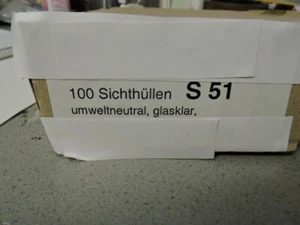 100 Sichthüllen S 51
umweltneutral, glasklar,